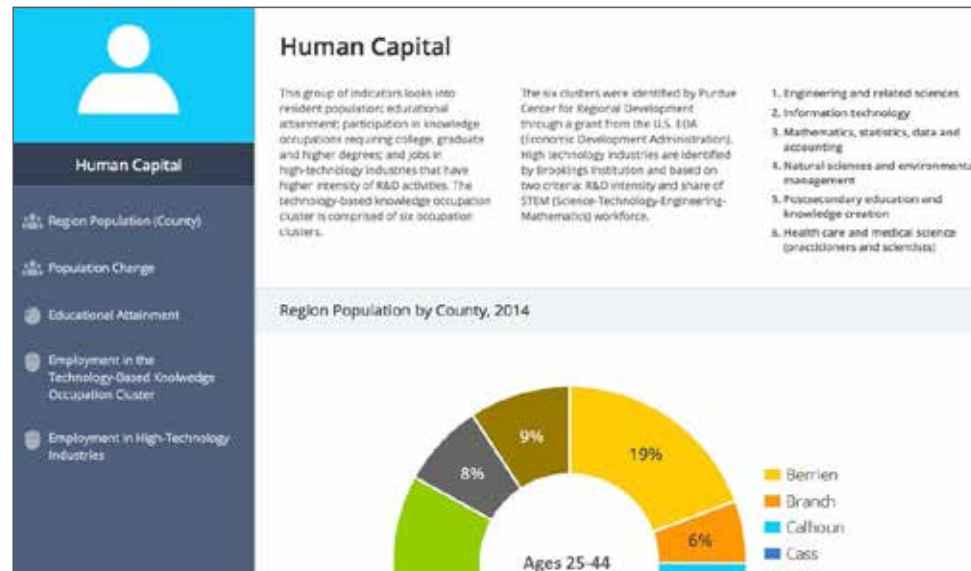 Human Capital
Region Population (County)
Population Change
Educational Attainment
Employment in the
Technology-Based Knolwedge
Occupation Cluster
Employment in High-Technology
Industries
Human Capital
This group of indicators looks into
resident population; educational
attainment; participation in knowledge
occupations requiring college, graduate
and higher degrees; and jobs in
high-technology industries that have
higher intensity of R&D activities. The
technology-based knowledge occupation
cluster is comprised of six occupation
clusters.
The six clusters were identified by Purdue
Center for Regional Development
through a grant from the U.S. EDA
(Economic Development Administration).
High technology industries are identified
by Brookings Institution and based on
two criteria: R&D intensity and share of
STEM (Science-Technology-Engineering-
Mathematics) workforce.
1. Engineering and related sciences
2. Information technology
3. Mathematics, statistics, data and
accounting
4. Natural sciences and environmenta
management
5. Postsecondary education and
knowledge creation
6. Health care and medical science
(practitioners and scientists)
Region Population by County, 2014
9%
19%
8%
6%
Ages 25-44
Berrien
Branch
Calhoun
Cass